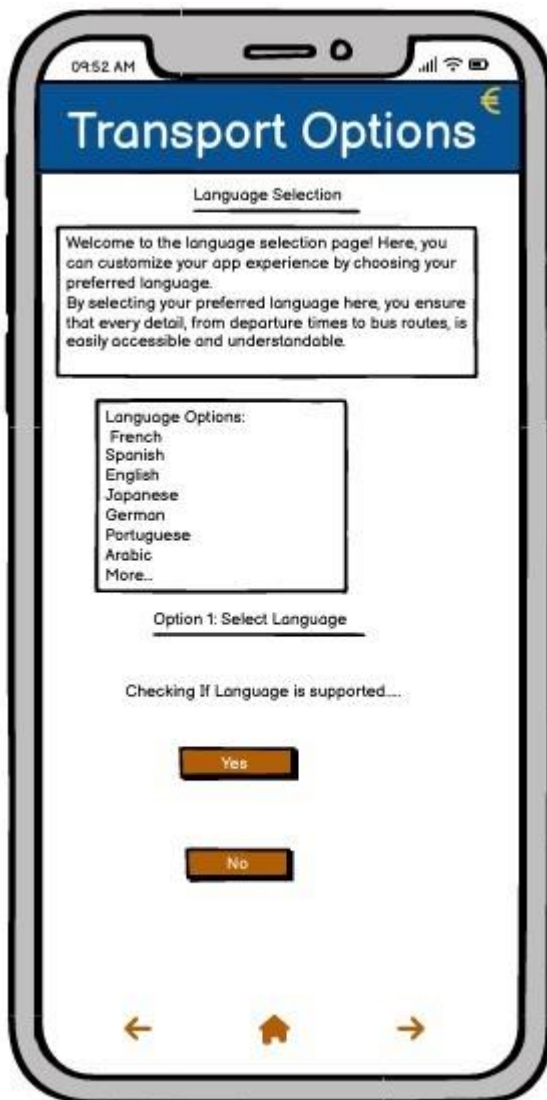 09:52 AM
€
Transport Options
Language Selection
Welcome to the language selection page! Here, you
can customize your app experience by choosing your
preferred language.
By selecting your preferred language here, you ensure
that every detail, from departure times to bus routes, is
easily accessible and understandable.
Language Options:
French
Spanish
English
Japanese
German
Portuguese
Arabic
More...
Option 1: Select Language
Checking If Language is supported....
Yes
No